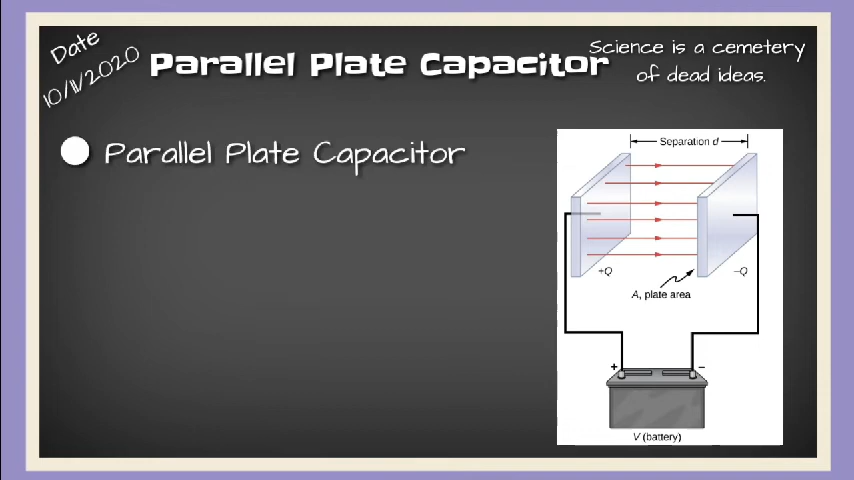 Date
10/11/2020
Parallel Plate Capacitor
Science is a cemetery
of dead ideas.
Parallel Plate Capacitor
Separation d
+Q
–Q
A, plate area
+
–
V (battery)